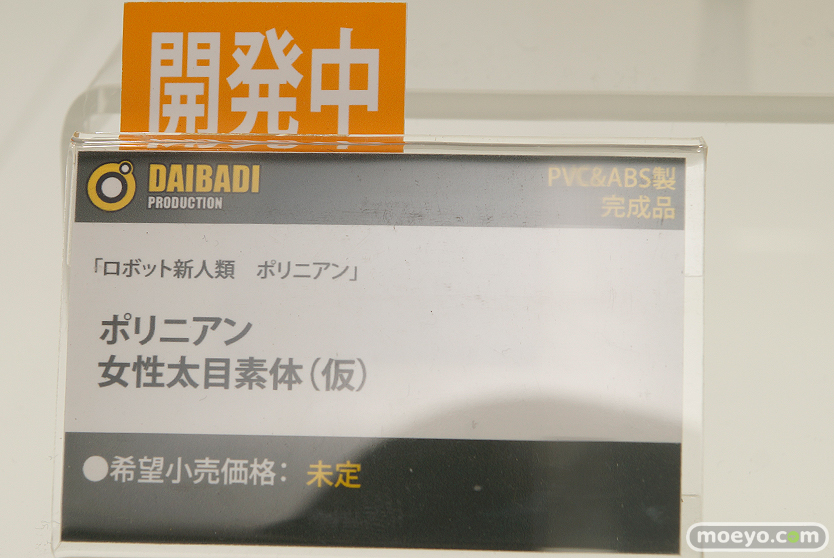 開発中
DAIBADI
PRODUCTION
PVC&ABS製
完成品
「ロボット新人類　ポリニアン」
ポリニアン
女性太目素体(仮)
●希望小売価格：未定
moeyo.com